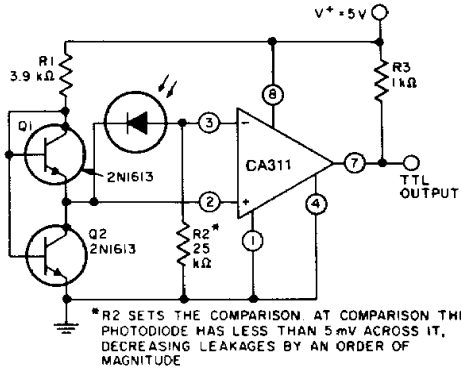 V+ = 5V
R1
3.9 kΩ
R3
1kΩ
8
Q1
3
−
CA311
7
2N1613
TTL
OUTPUT
2
+
4
Q2
2N1613
R2*
25
kΩ
1
*R2 SETS THE COMPARISON. AT COMPARISON THE
PHOTODIODE HAS LESS THAN 5mV ACROSS IT,
DECREASING LEAKAGES BY AN ORDER OF
MAGNITUDE